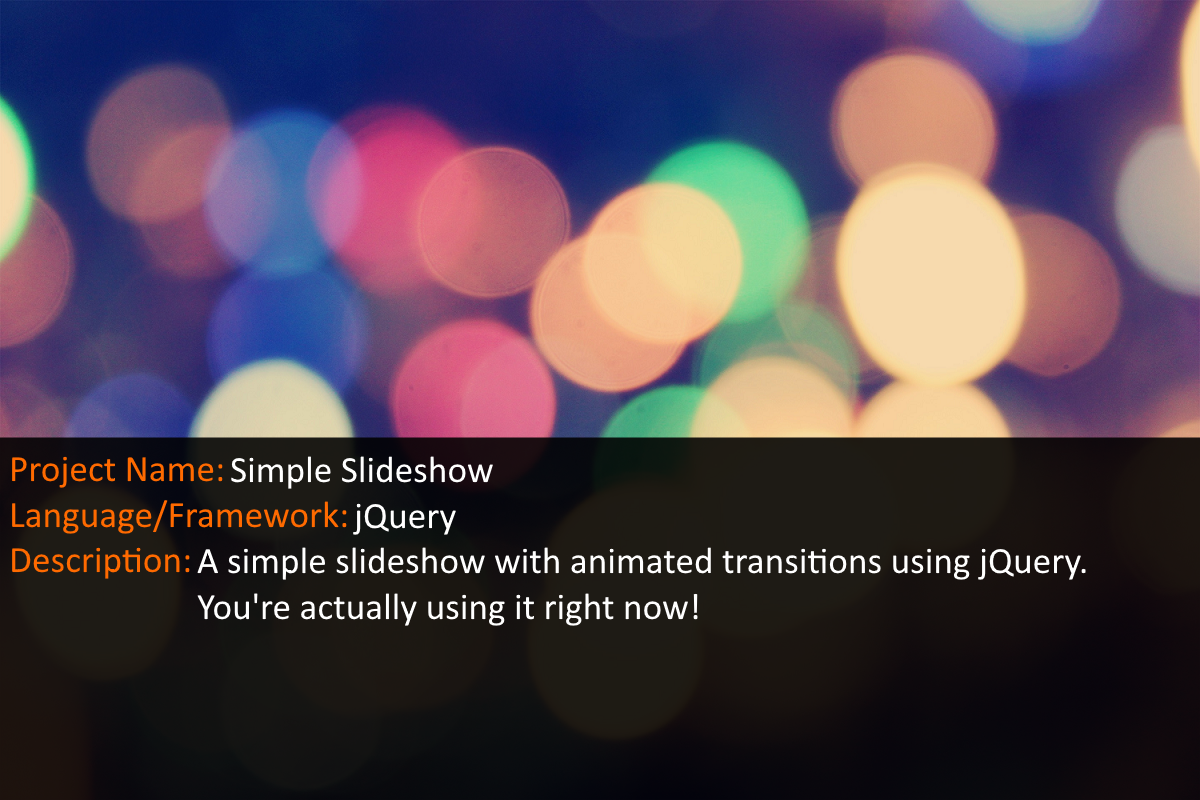 Project Name: Simple Slideshow
Language/Framework: jQuery
Description: A simple slideshow with animated transitions using jQuery.
You're actually using it right now!